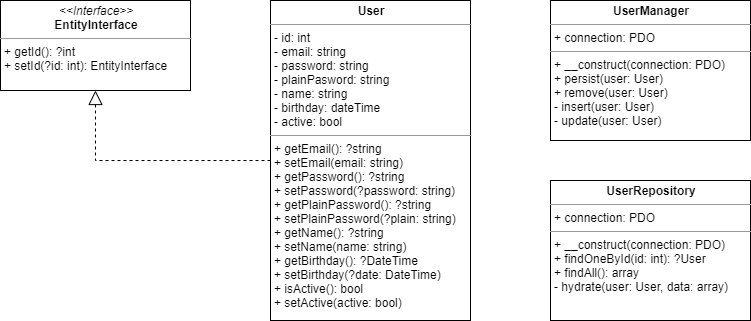 <<Interface>>
EntityInterface
+ getId(): ?int
+ setId(?id: int): EntityInterface
User
- id: int
- email: string
- password: string
- plainPasword: string
- name: string
- birthday: dateTime
- active: bool
+ getEmail(): ?string
+ setEmail(email: string)
+ getPassword(): ?string
+ setPassword(?password: string)
+ getPlainPassword(): ?string
+ setPlainPassword(?plain: string)
+ getName(): ?string
+ setName(name: string)
+ getBirthday(): ?DateTime
+ setBirthday(?date: DateTime)
+ isActive(): bool
+ setActive(active: bool)
UserManager
+ connection: PDO
+ __construct(connection: PDO)
+ persist(user: User)
+ remove(user: User)
- insert(user: User)
- update(user: User)
UserRepository
+ connection: PDO
+ __construct(connection: PDO)
+ findOneById(id: int): ?User
+ findAll(): array
- hydrate(user: User, data: array)